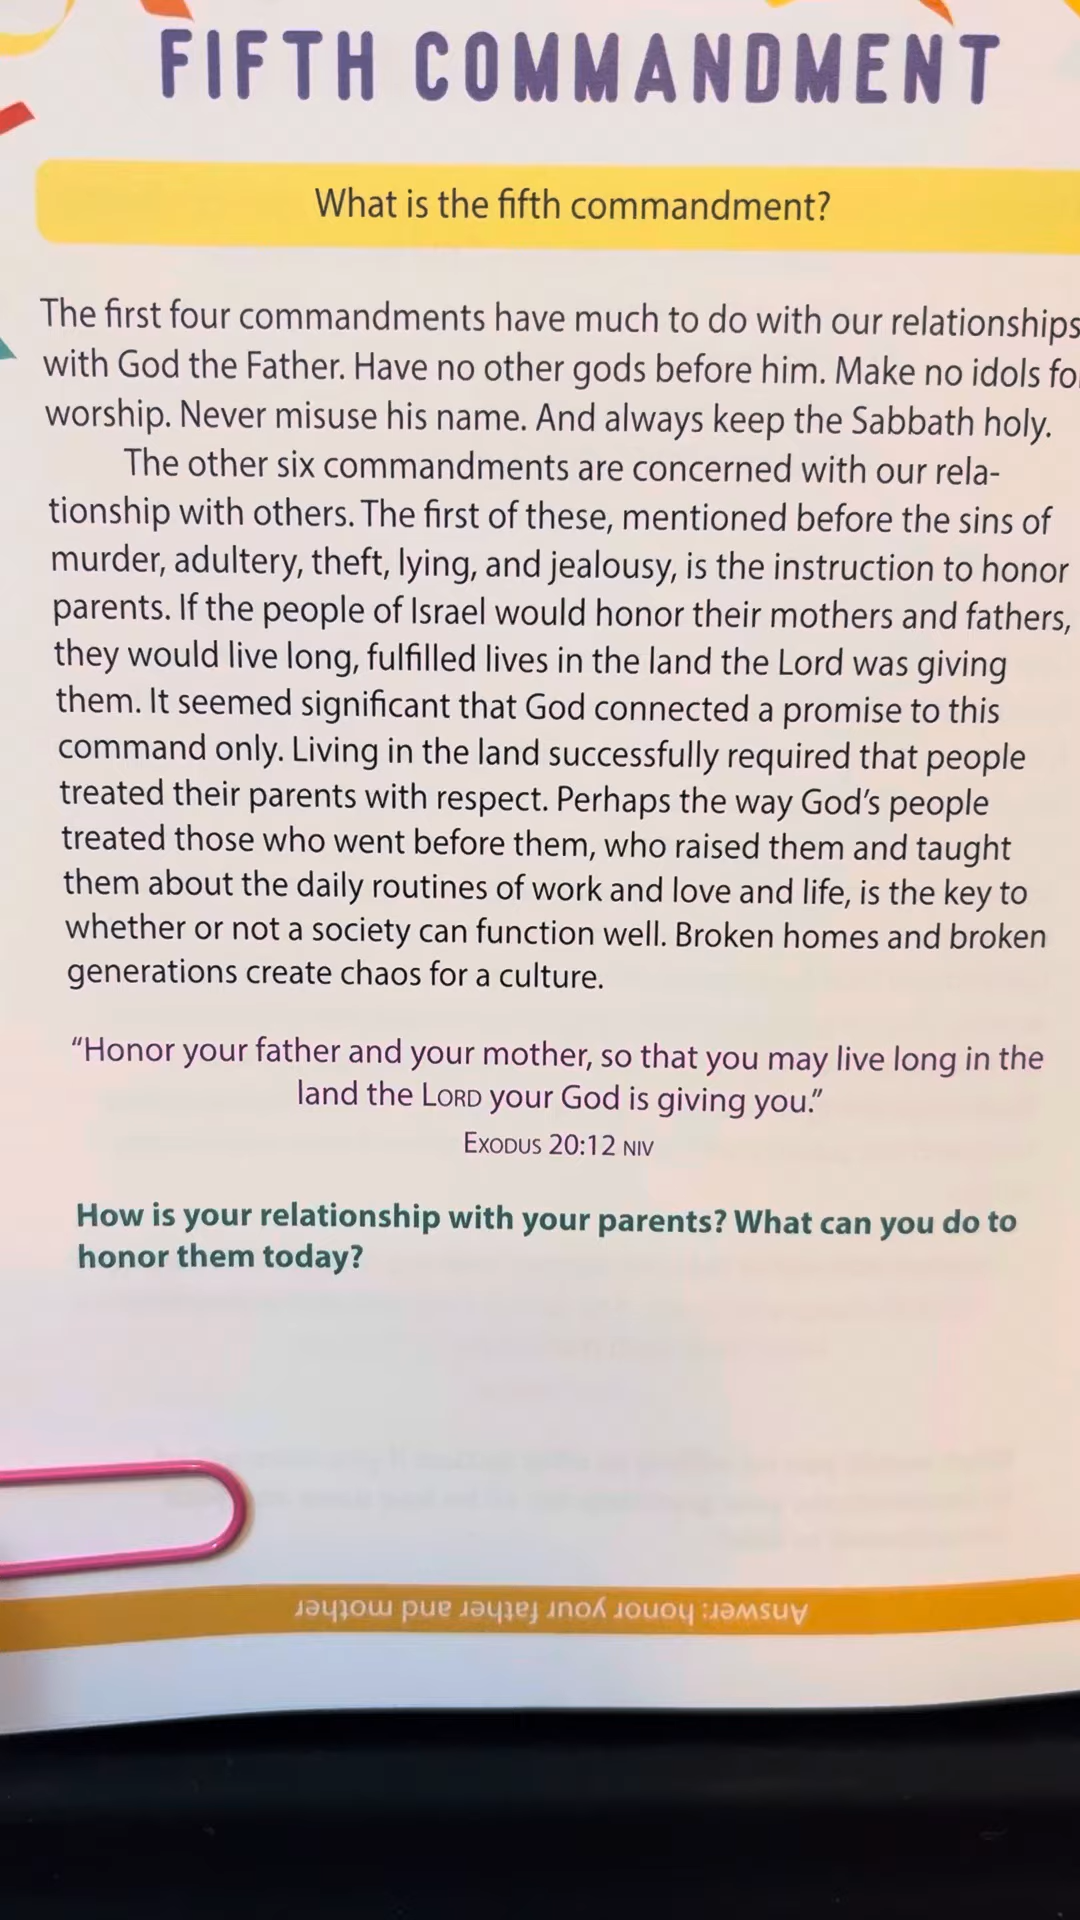 FIFTH COMMANDMENT
What is the fifth commandment?
The first four commandments have much to do with our relationships
with God the Father. Have no other gods before him. Make no idols fo
worship. Never misuse his name. And always keep the Sabbath holy.
The other six commandments are concerned with our rela-
tionship with others. The first of these, mentioned before the sins of
murder, adultery, theft, lying, and jealousy, is the instruction to honor
parents. If the people of Israel would honor their mothers and fathers,
they would live long, fulfilled lives in the land the Lord was giving
them. It seemed significant that God connected a promise to this
command only. Living in the land successfully required that people
treated their parents with respect. Perhaps the way God’s people
treated those who went before them, who raised them and taught
them about the daily routines of work and love and life, is the key to
whether or not a society can function well. Broken homes and broken
generations create chaos for a culture.
“Honor your father and your mother, so that you may live long in the
land the LORD your God is giving you.”
EXODUS 20:12 NIV
How is your relationship with your parents? What can you do to
honor them today?
Answer: honor your father and mother